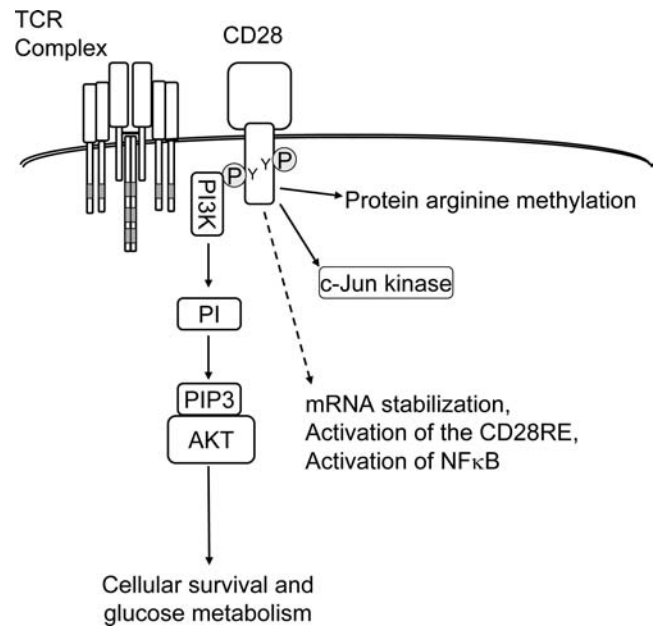 TCR
Complex
CD28
P
Y
Y
P
PI3K
Protein arginine methylation
c-Jun kinase
PI
PIP3
AKT
mRNA stabilization,
Activation of the CD28RE,
Activation of NFκB
Cellular survival and
glucose metabolism